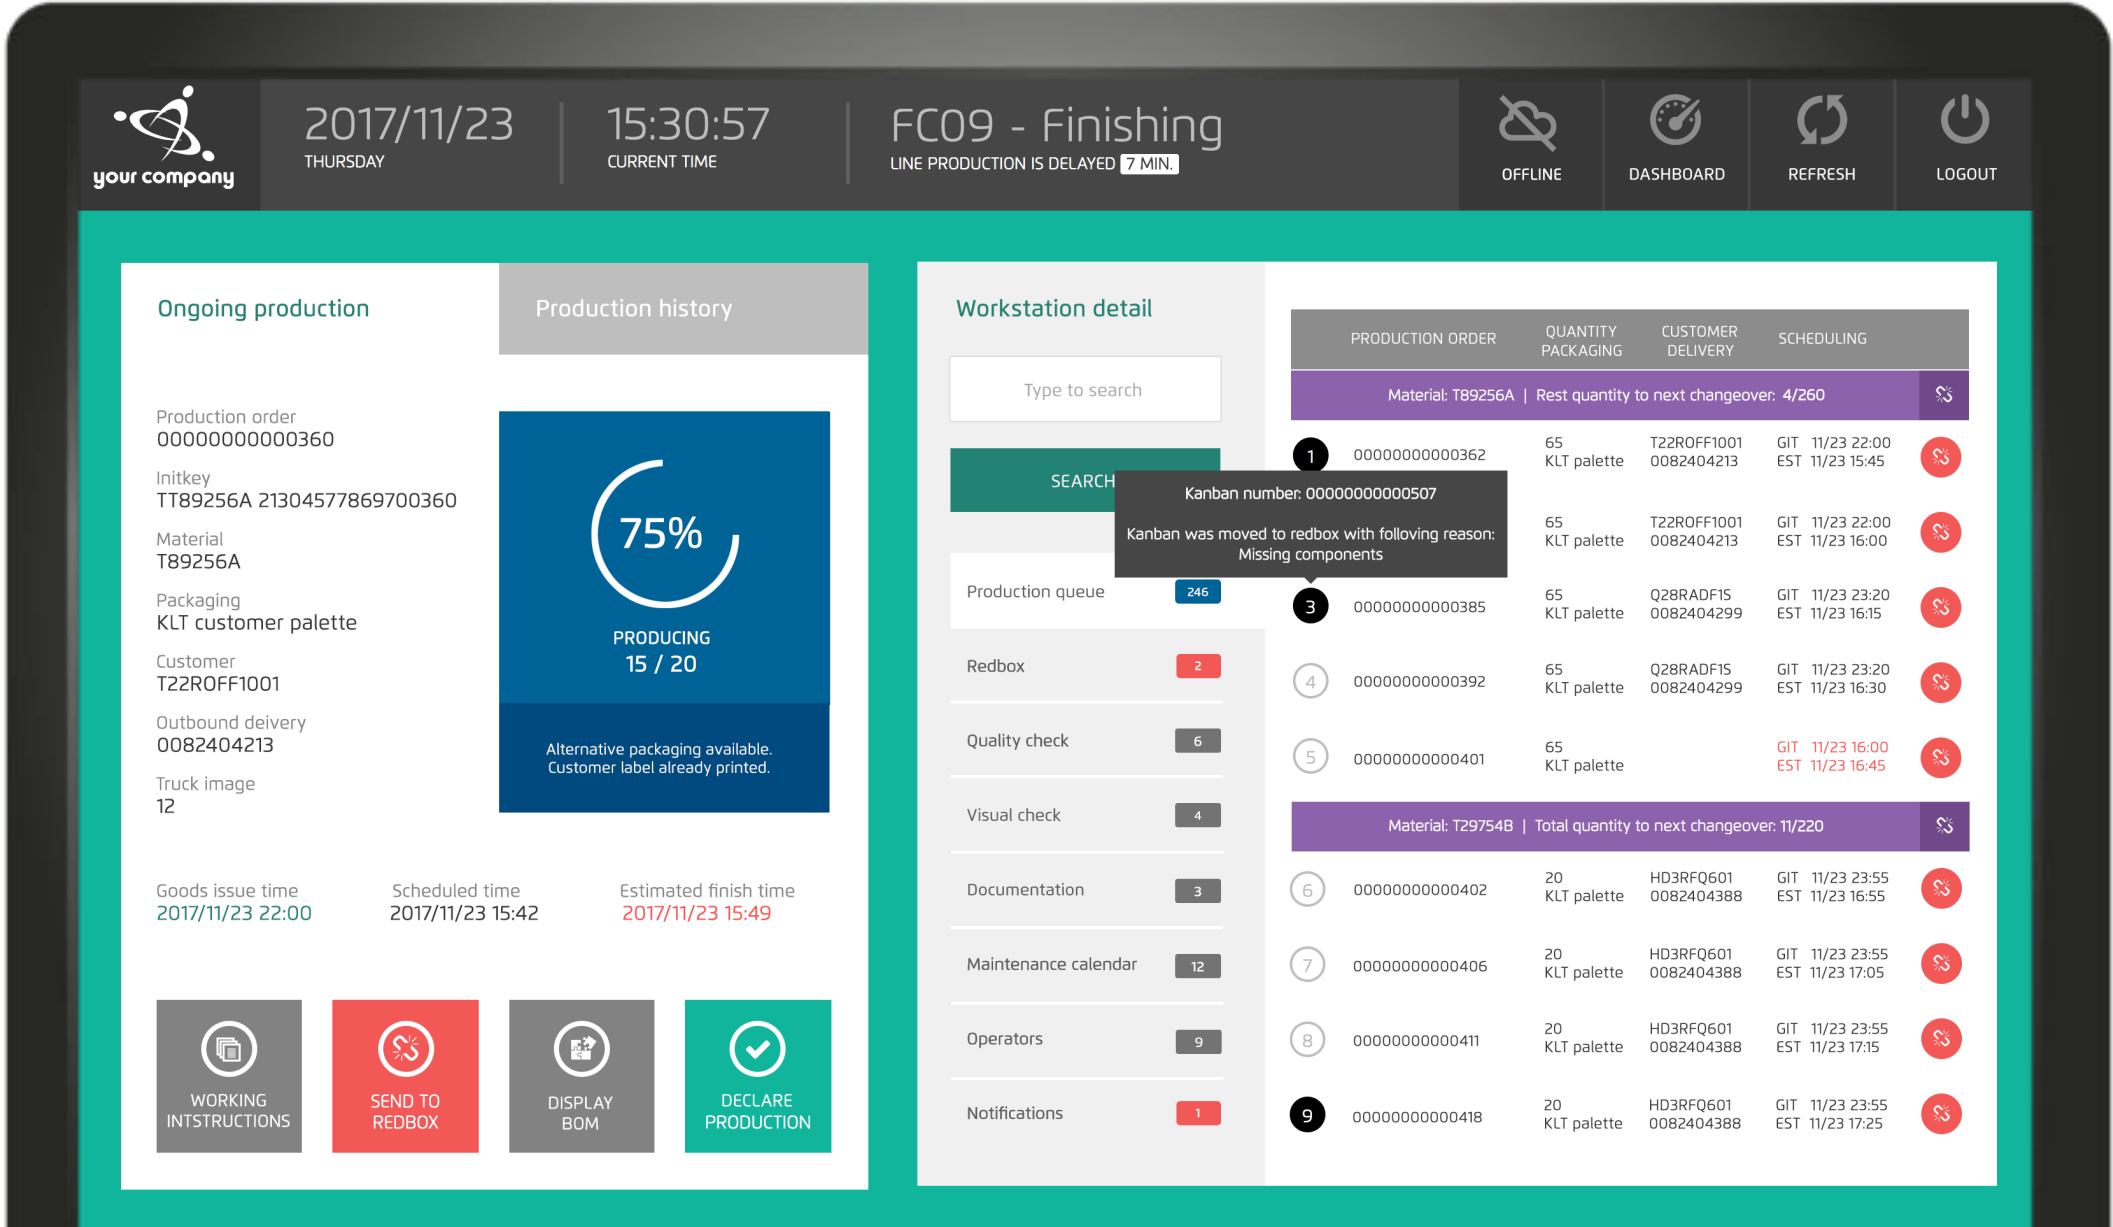 your company
2017/11/23
THURSDAY
15:30:57
CURRENT TIME
FC09 - Finishing
LINE PRODUCTION IS DELAYED 7 MIN.
OFFLINE
DASHBOARD
REFRESH
LOGOUT
Ongoing production
Production history
Production order
00000000000360
Initkey
TT89256A 21304577869700360
Material
T89256A
Packaging
KLT customer palette
Customer
T22ROFF1001
Outbound deivery
0082404213
Truck image
12
75%
PRODUCING
15 / 20
Alternative packaging available.
Customer label already printed.
Goods issue time
2017/11/23 22:00
Scheduled time
2017/11/23 15:42
Estimated finish time
2017/11/23 15:49
WORKING
INTSTRUCTIONS
SEND TO
REDBOX
DISPLAY
BOM
DECLARE
PRODUCTION
Workstation detail
Type to search
SEARCH
Production queue 246
Redbox 2
Quality check 6
Visual check 4
Documentation 3
Maintenance calendar 12
Operators 9
Notifications 1
PRODUCTION ORDER
QUANTITY
PACKAGING
CUSTOMER
DELIVERY
SCHEDULING
Material: T89256A | Rest quantity to next changeover: 4/260
1 00000000000362
65
KLT palette
T22ROFF1001
0082404213
GIT 11/23 22:00
EST 11/23 15:45
Kanban number: 00000000000507
Kanban was moved to redbox with folloving reason:
Missing components
65
KLT palette
T22ROFF1001
0082404213
GIT 11/23 22:00
EST 11/23 16:00
3 00000000000385
65
KLT palette
Q28RADF1S
0082404299
GIT 11/23 23:20
EST 11/23 16:15
4 00000000000392
65
KLT palette
Q28RADF1S
0082404299
GIT 11/23 23:20
EST 11/23 16:30
5 00000000000401
65
KLT palette
GIT 11/23 16:00
EST 11/23 16:45
Material: T29754B | Total quantity to next changeover: 11/220
6 00000000000402
20
KLT palette
HD3RFQ601
0082404388
GIT 11/23 23:55
EST 11/23 16:55
7 00000000000406
20
KLT palette
HD3RFQ601
0082404388
GIT 11/23 23:55
EST 11/23 17:05
8 00000000000411
20
KLT palette
HD3RFQ601
0082404388
GIT 11/23 23:55
EST 11/23 17:15
9 00000000000418
20
KLT palette
HD3RFQ601
0082404388
GIT 11/23 23:55
EST 11/23 17:25